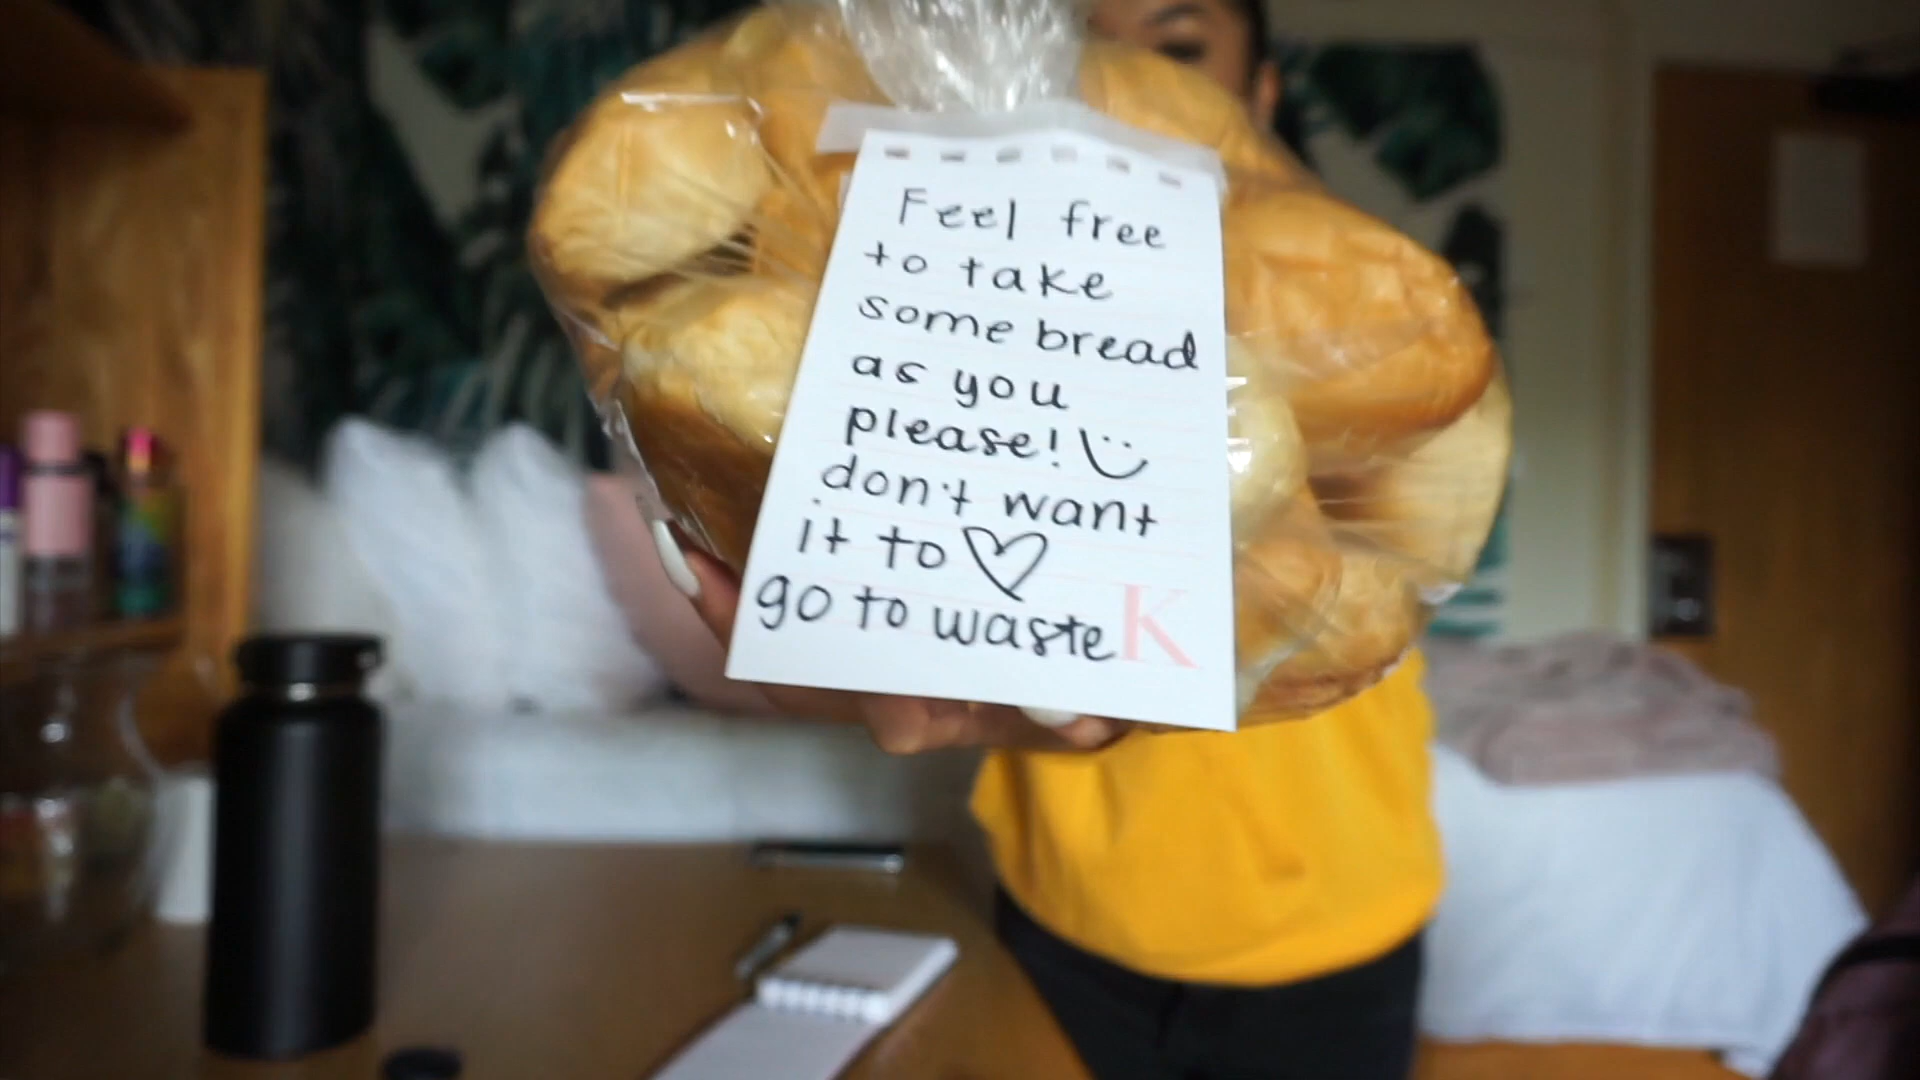 Feel free
to take
some bread
as you
please! :)
don't want
it to ♡
go to waste K